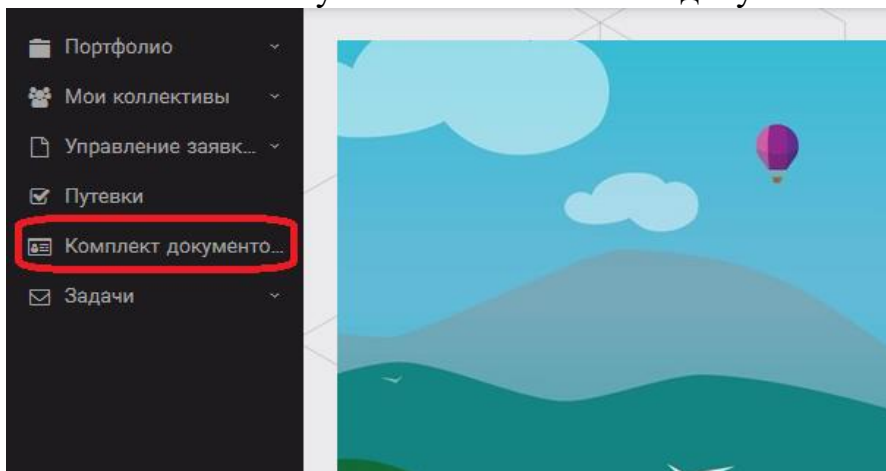 Портфолио
Мои коллективы
Управление заявк...
Путевки
Комплект документо...
Задачи